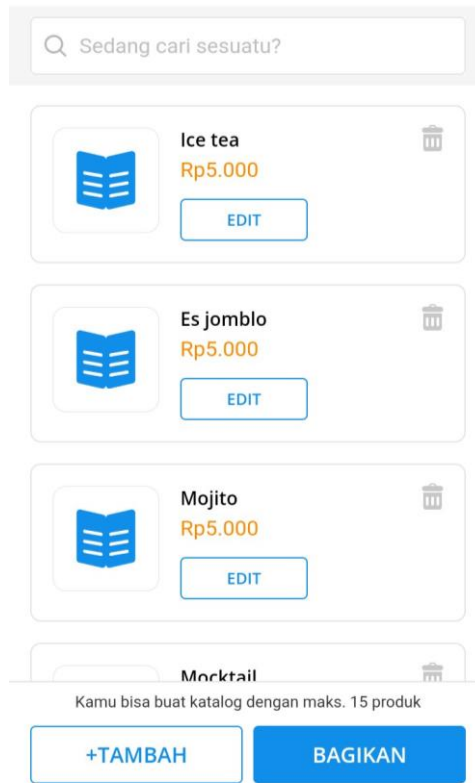 Sedang cari sesuatu?
Ice tea
Rp5.000
EDIT
Es jomblo
Rp5.000
EDIT
Mojito
Rp5.000
EDIT
Mocktail
Kamu bisa buat katalog dengan maks. 15 produk
+TAMBAH
BAGIKAN